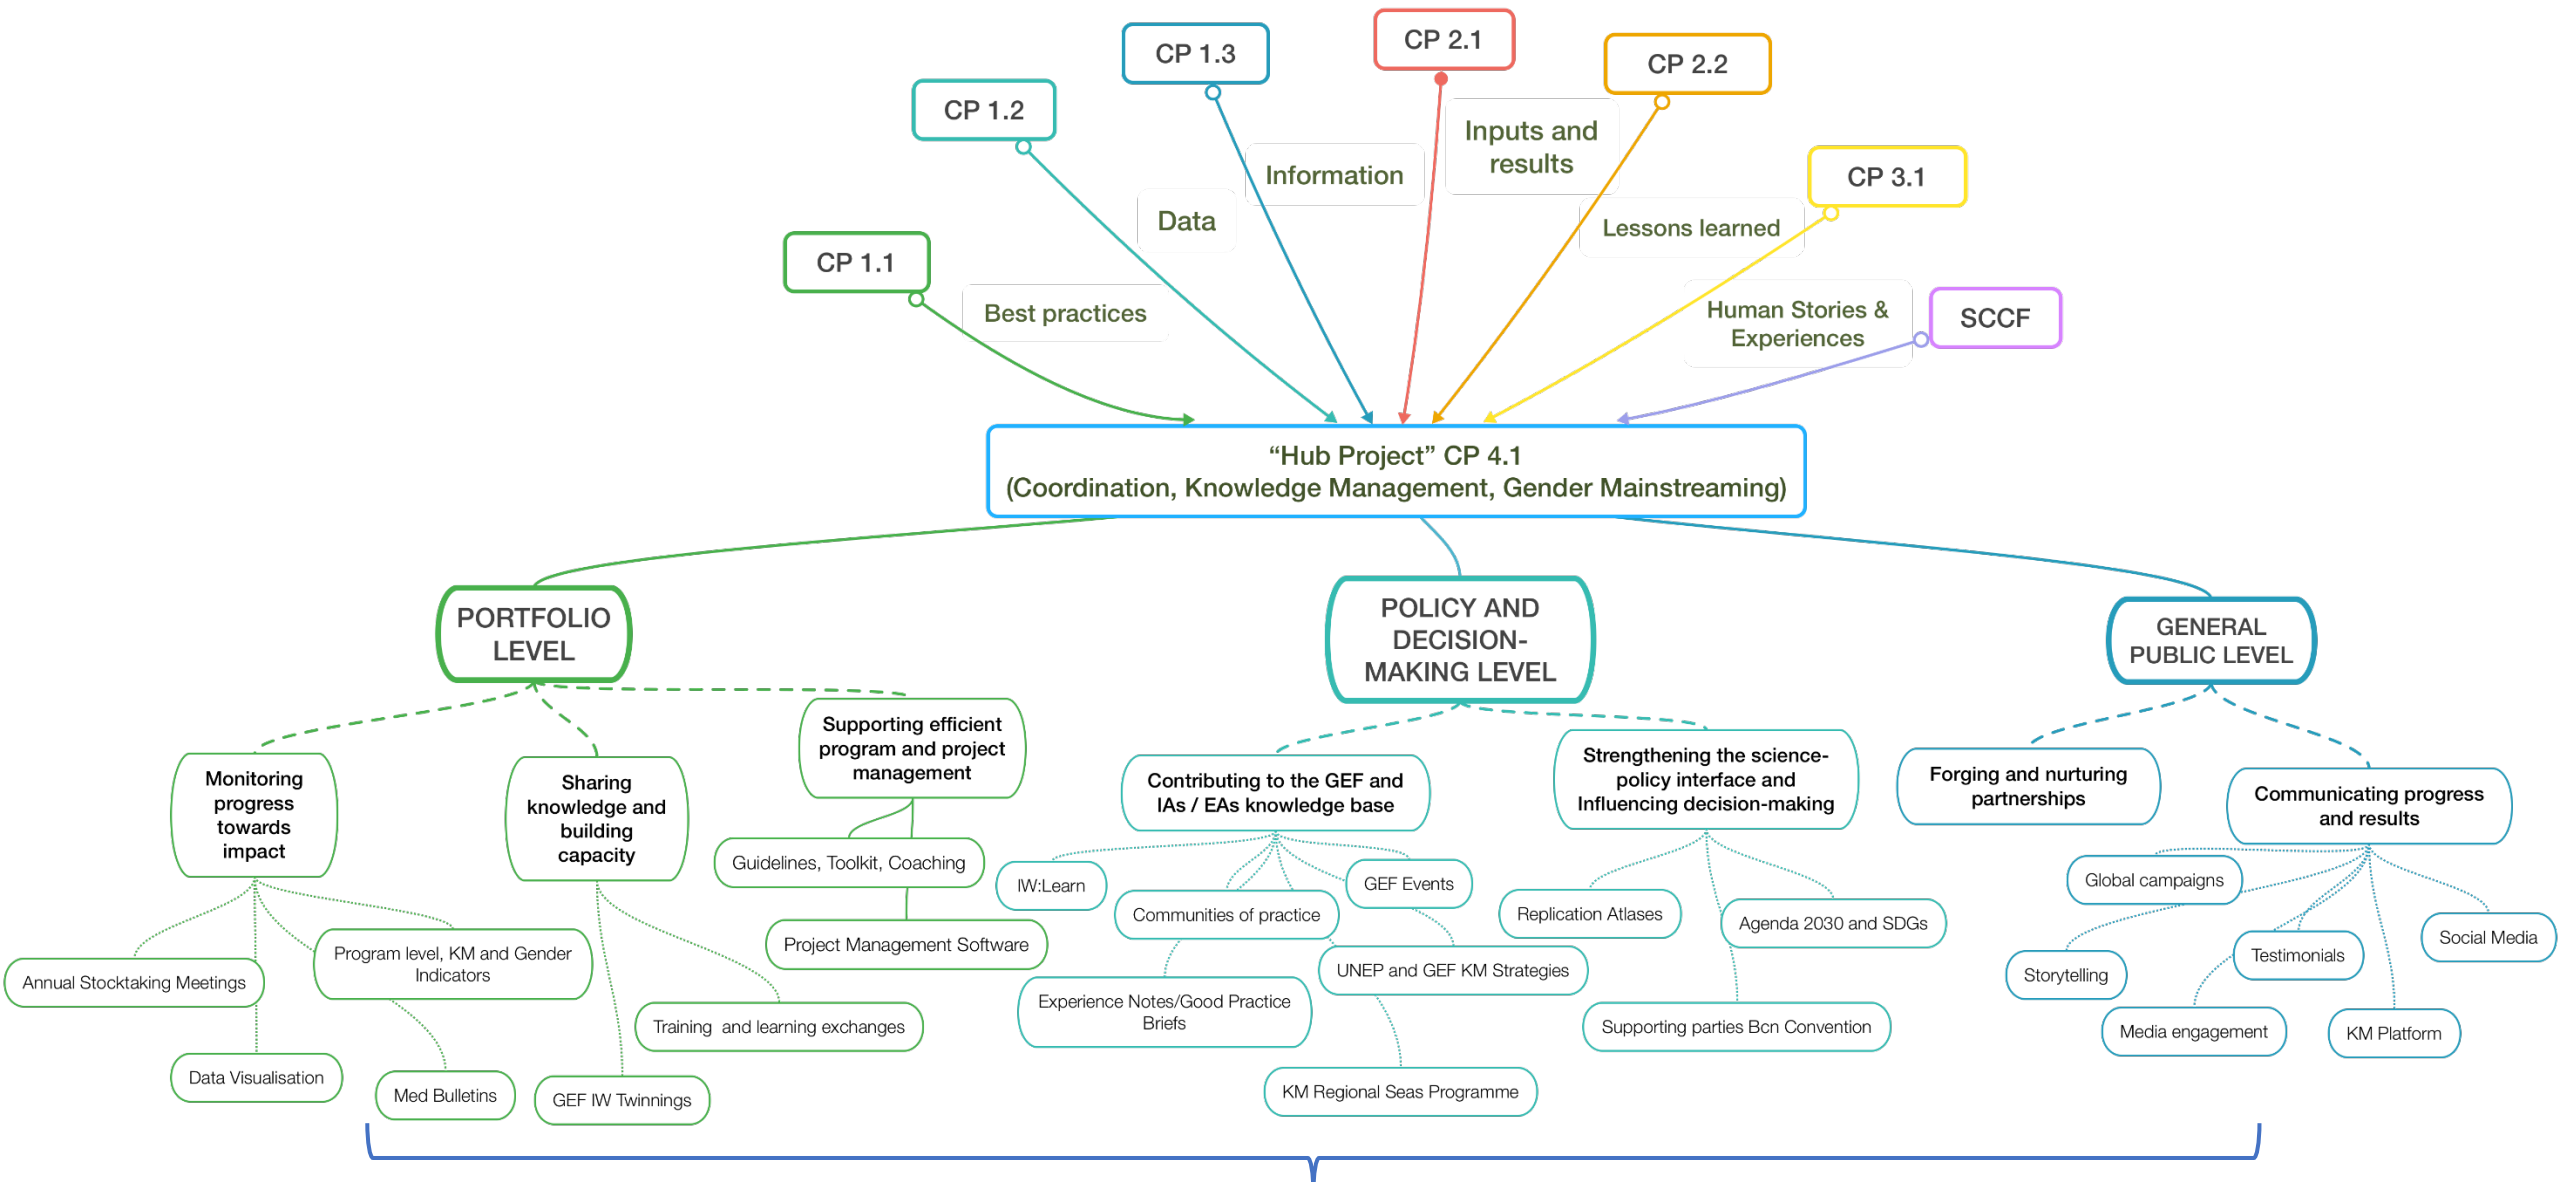 CP 2.1
CP 1.3
CP 2.2
CP 1.2
Inputs and
results
Information
CP 3.1
Data
Lessons learned
CP 1.1
Best practices
Human Stories &
Experiences
SCCF
“Hub Project” CP 4.1
(Coordination, Knowledge Management, Gender Mainstreaming)
PORTFOLIO
LEVEL
POLICY AND
DECISION-
MAKING LEVEL
GENERAL
PUBLIC LEVEL
Monitoring
progress
towards
impact
Sharing
knowledge and
building
capacity
Supporting efficient
program and project
management
Contributing to the GEF and
IAs / EAs knowledge base
Strengthening the science-
policy interface and
Influencing decision-making
Forging and nurturing
partnerships
Communicating progress
and results
Guidelines, Toolkit, Coaching
Project Management Software
Annual Stocktaking Meetings
Program level, KM and Gender
Indicators
Data Visualisation
Med Bulletins
Training  and learning exchanges
GEF IW Twinnings
IW:Learn
Communities of practice
GEF Events
UNEP and GEF KM Strategies
Experience Notes/Good Practice
Briefs
KM Regional Seas Programme
Replication Atlases
Agenda 2030 and SDGs
Supporting parties Bcn Convention
Global campaigns
Storytelling
Testimonials
Social Media
Media engagement
KM Platform